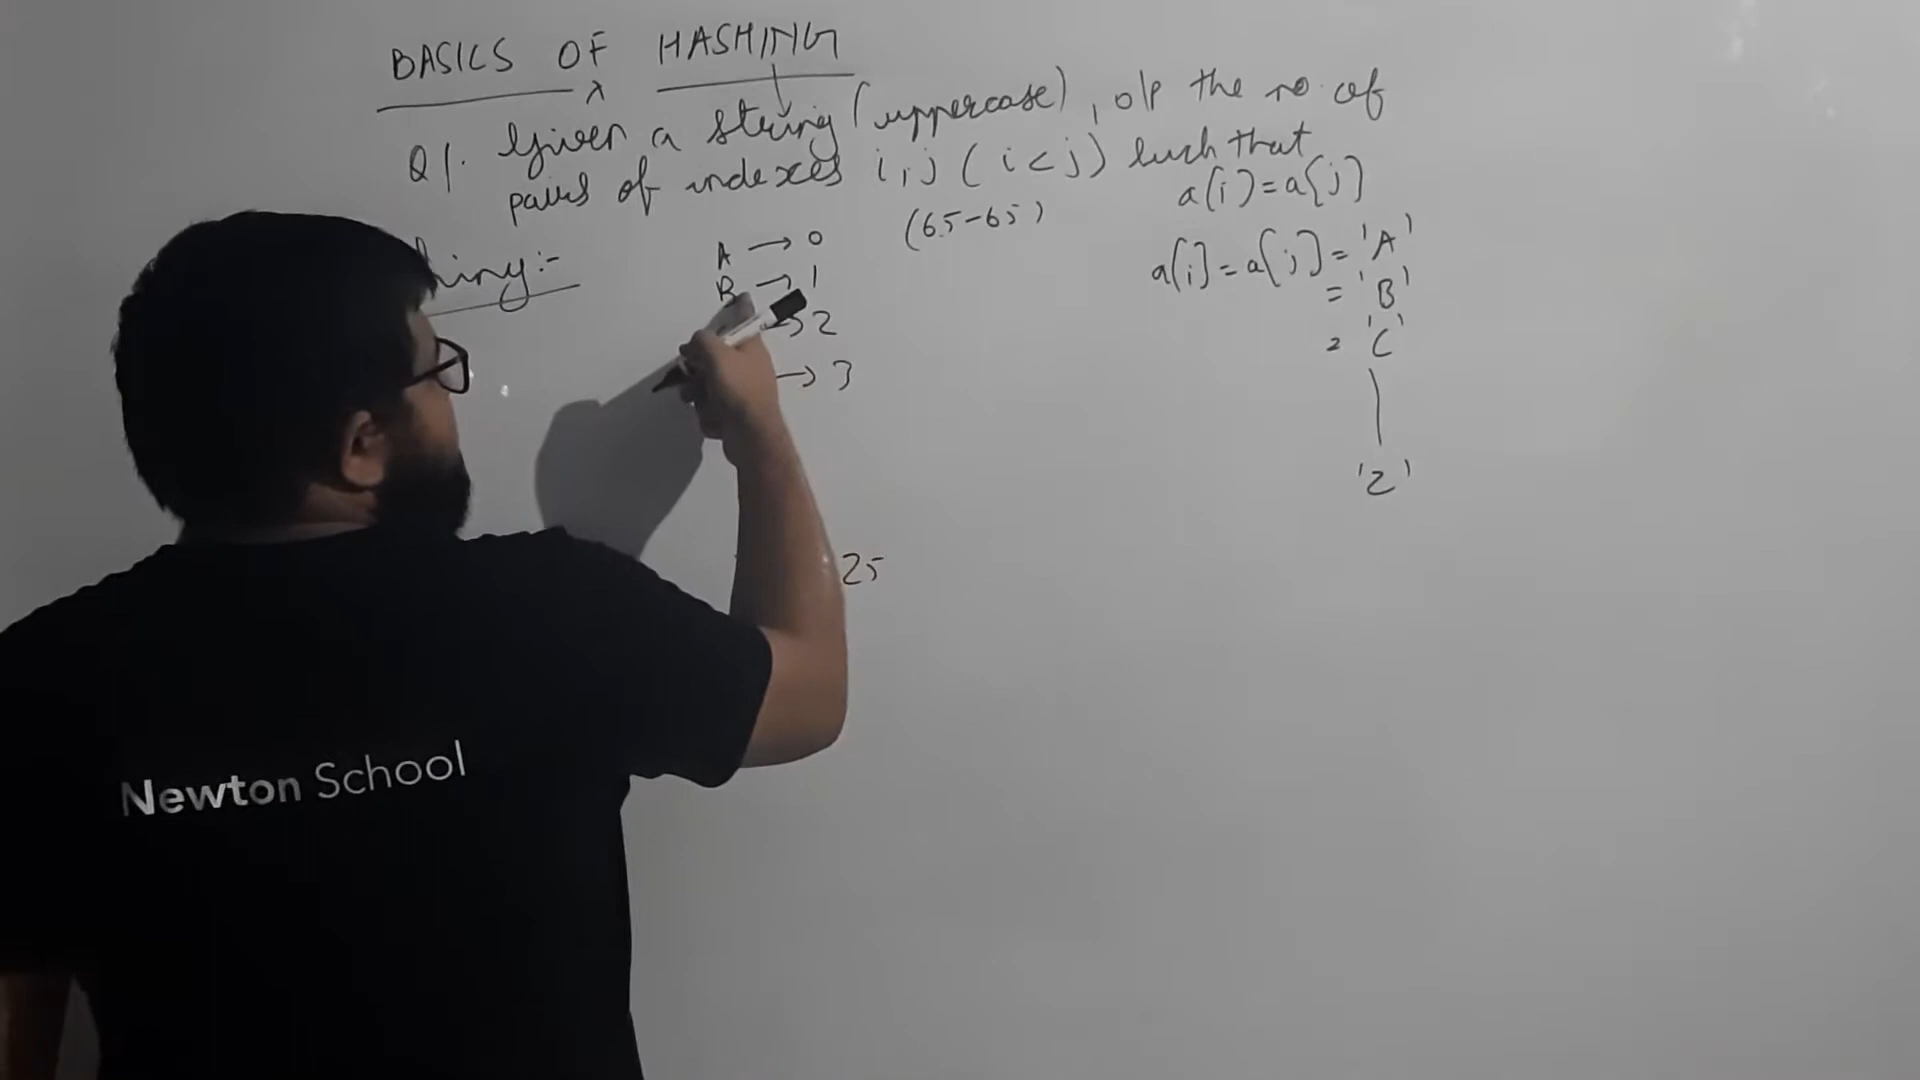 BASICS OF HASHING
Q1. Given a string (uppercase), o/p the no. of
pairs of indexes i, j ( i < j ) such that
a[i] = a[j]
hing:-
A → 0
B → 1
→ 2
→ 3
25
(65-65)
a[i] = a[j] = 'A'
= 'B'
= 'C'
'Z'
Newton School